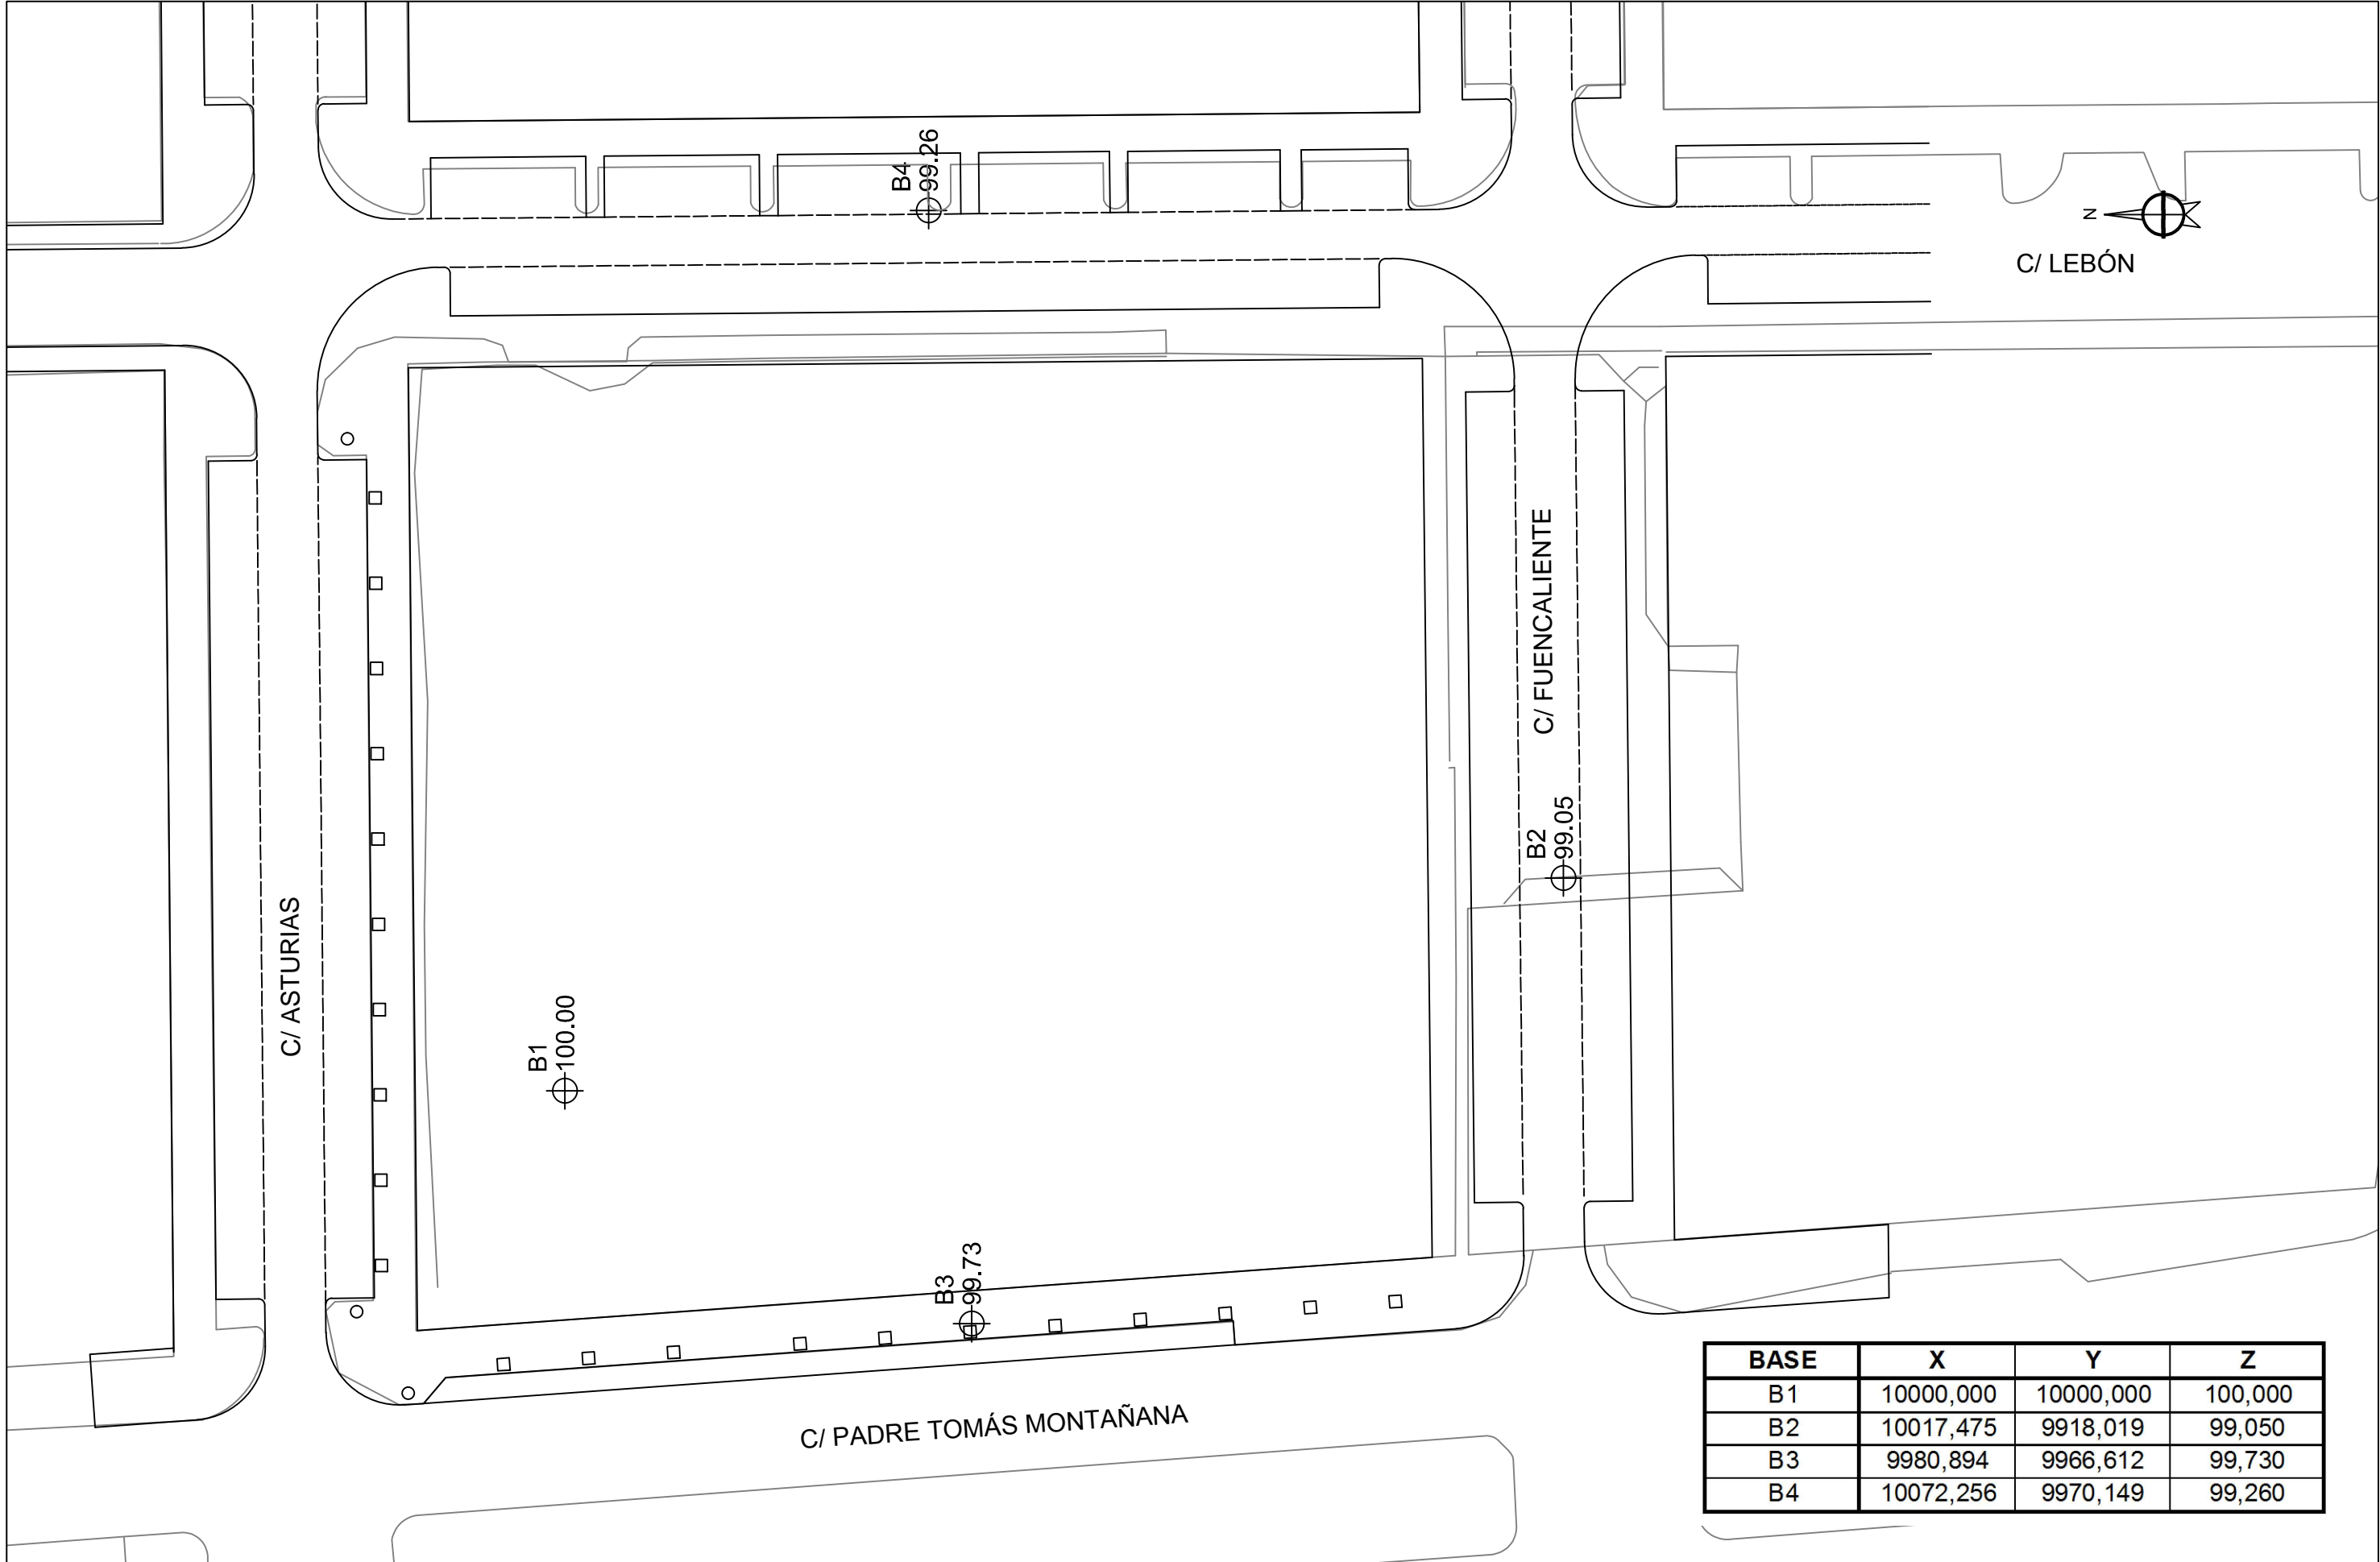 B4
99.26
N
C/ LEBÓN
C/ FUENCALIENTE
B2
99.05
C/ ASTURIAS
B1
100.00
B3
99.73
C/ PADRE TOMÁS MONTAÑANA
BASE X Y Z
B1 10000,000 10000,000 100,000
B2 10017,475 9918,019 99,050
B3 9980,894 9966,612 99,730
B4 10072,256 9970,149 99,260